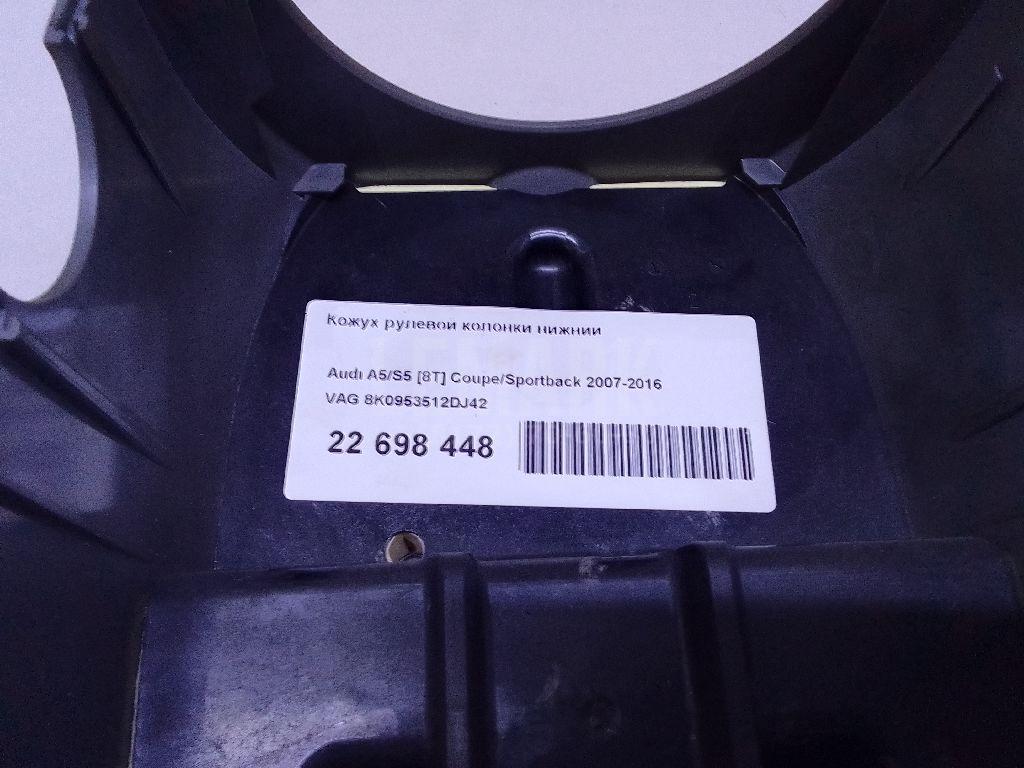 Кожух рулевой колонки нижний
Audi A5/S5 [8T] Coupe/Sportback 2007-2016
VAG 8K0953512DJ42
22 698 448